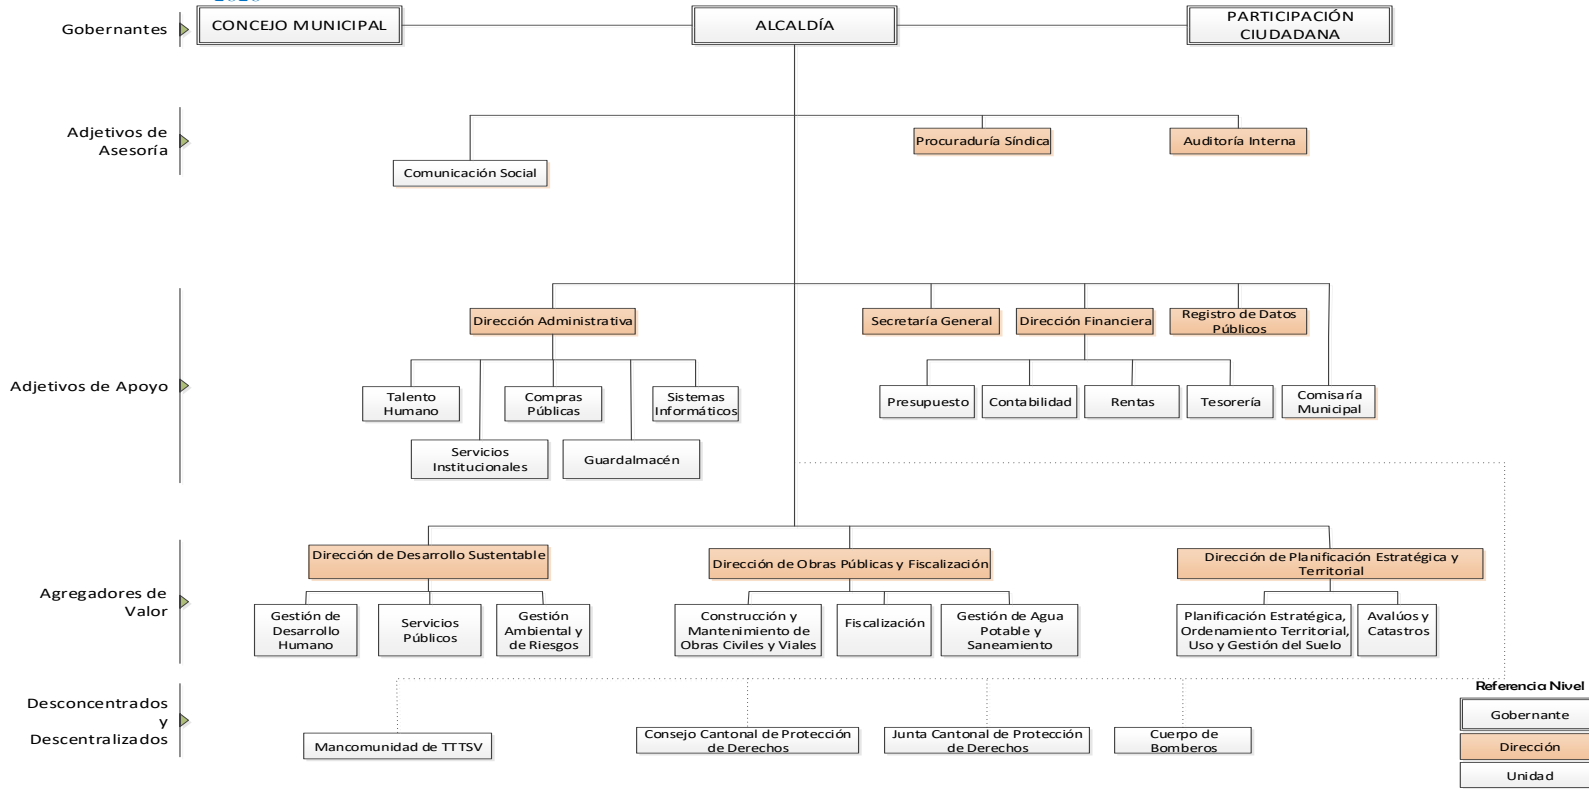 Gobernantes
CONCEJO MUNICIPAL
ALCALDÍA
PARTICIPACIÓN
CIUDADANA
Adjetivos de
Asesoría
Procuraduría Síndica
Auditoría Interna
Comunicación Social
Adjetivos de Apoyo
Dirección Administrativa
Secretaría General
Dirección Financiera
Registro de Datos
Públicos
Talento
Humano
Compras
Públicas
Sistemas
Informáticos
Servicios
Institucionales
Guardalmacén
Presupuesto
Contabilidad
Rentas
Tesorería
Comisaría
Municipal
Agregadores de
Valor
Dirección de Desarrollo Sustentable
Dirección de Obras Públicas y Fiscalización
Dirección de Planificación Estratégica y
Territorial
Gestión de
Desarrollo
Humano
Servicios
Públicos
Gestión
Ambiental y
de Riesgos
Construcción y
Mantenimiento de
Obras Civiles y Viales
Fiscalización
Gestión de Agua
Potable y
Saneamiento
Planificación Estratégica,
Ordenamiento Territorial,
Uso y Gestión del Suelo
Avalúos y
Catastros
Desconcentrados
y
Descentralizados
Mancomunidad de TTTSV
Consejo Cantonal de Protección
de Derechos
Junta Cantonal de Protección
de Derechos
Cuerpo de
Bomberos
Referencia Nivel
Gobernante
Dirección
Unidad